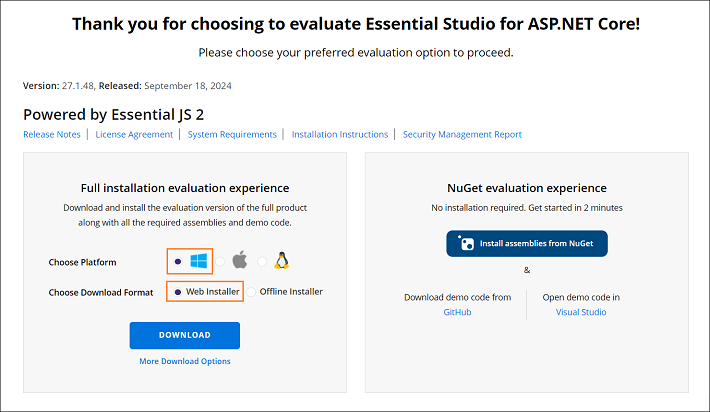 Thank you for choosing to evaluate Essential Studio for ASP.NET Core!
Please choose your preferred evaluation option to proceed.
Version: 27.1.48, Released: September 18, 2024
Powered by Essential JS 2
Release Notes | License Agreement | System Requirements | Installation Instructions | Security Management Report
Full installation evaluation experience
Download and install the evaluation version of the full product
along with all the required assemblies and demo code.
Choose Platform
Choose Download Format Web Installer Offline Installer
DOWNLOAD
More Download Options
NuGet evaluation experience
No installation required. Get started in 2 minutes
Install assemblies from NuGet
&
Download demo code from
GitHub
Open demo code in
Visual Studio